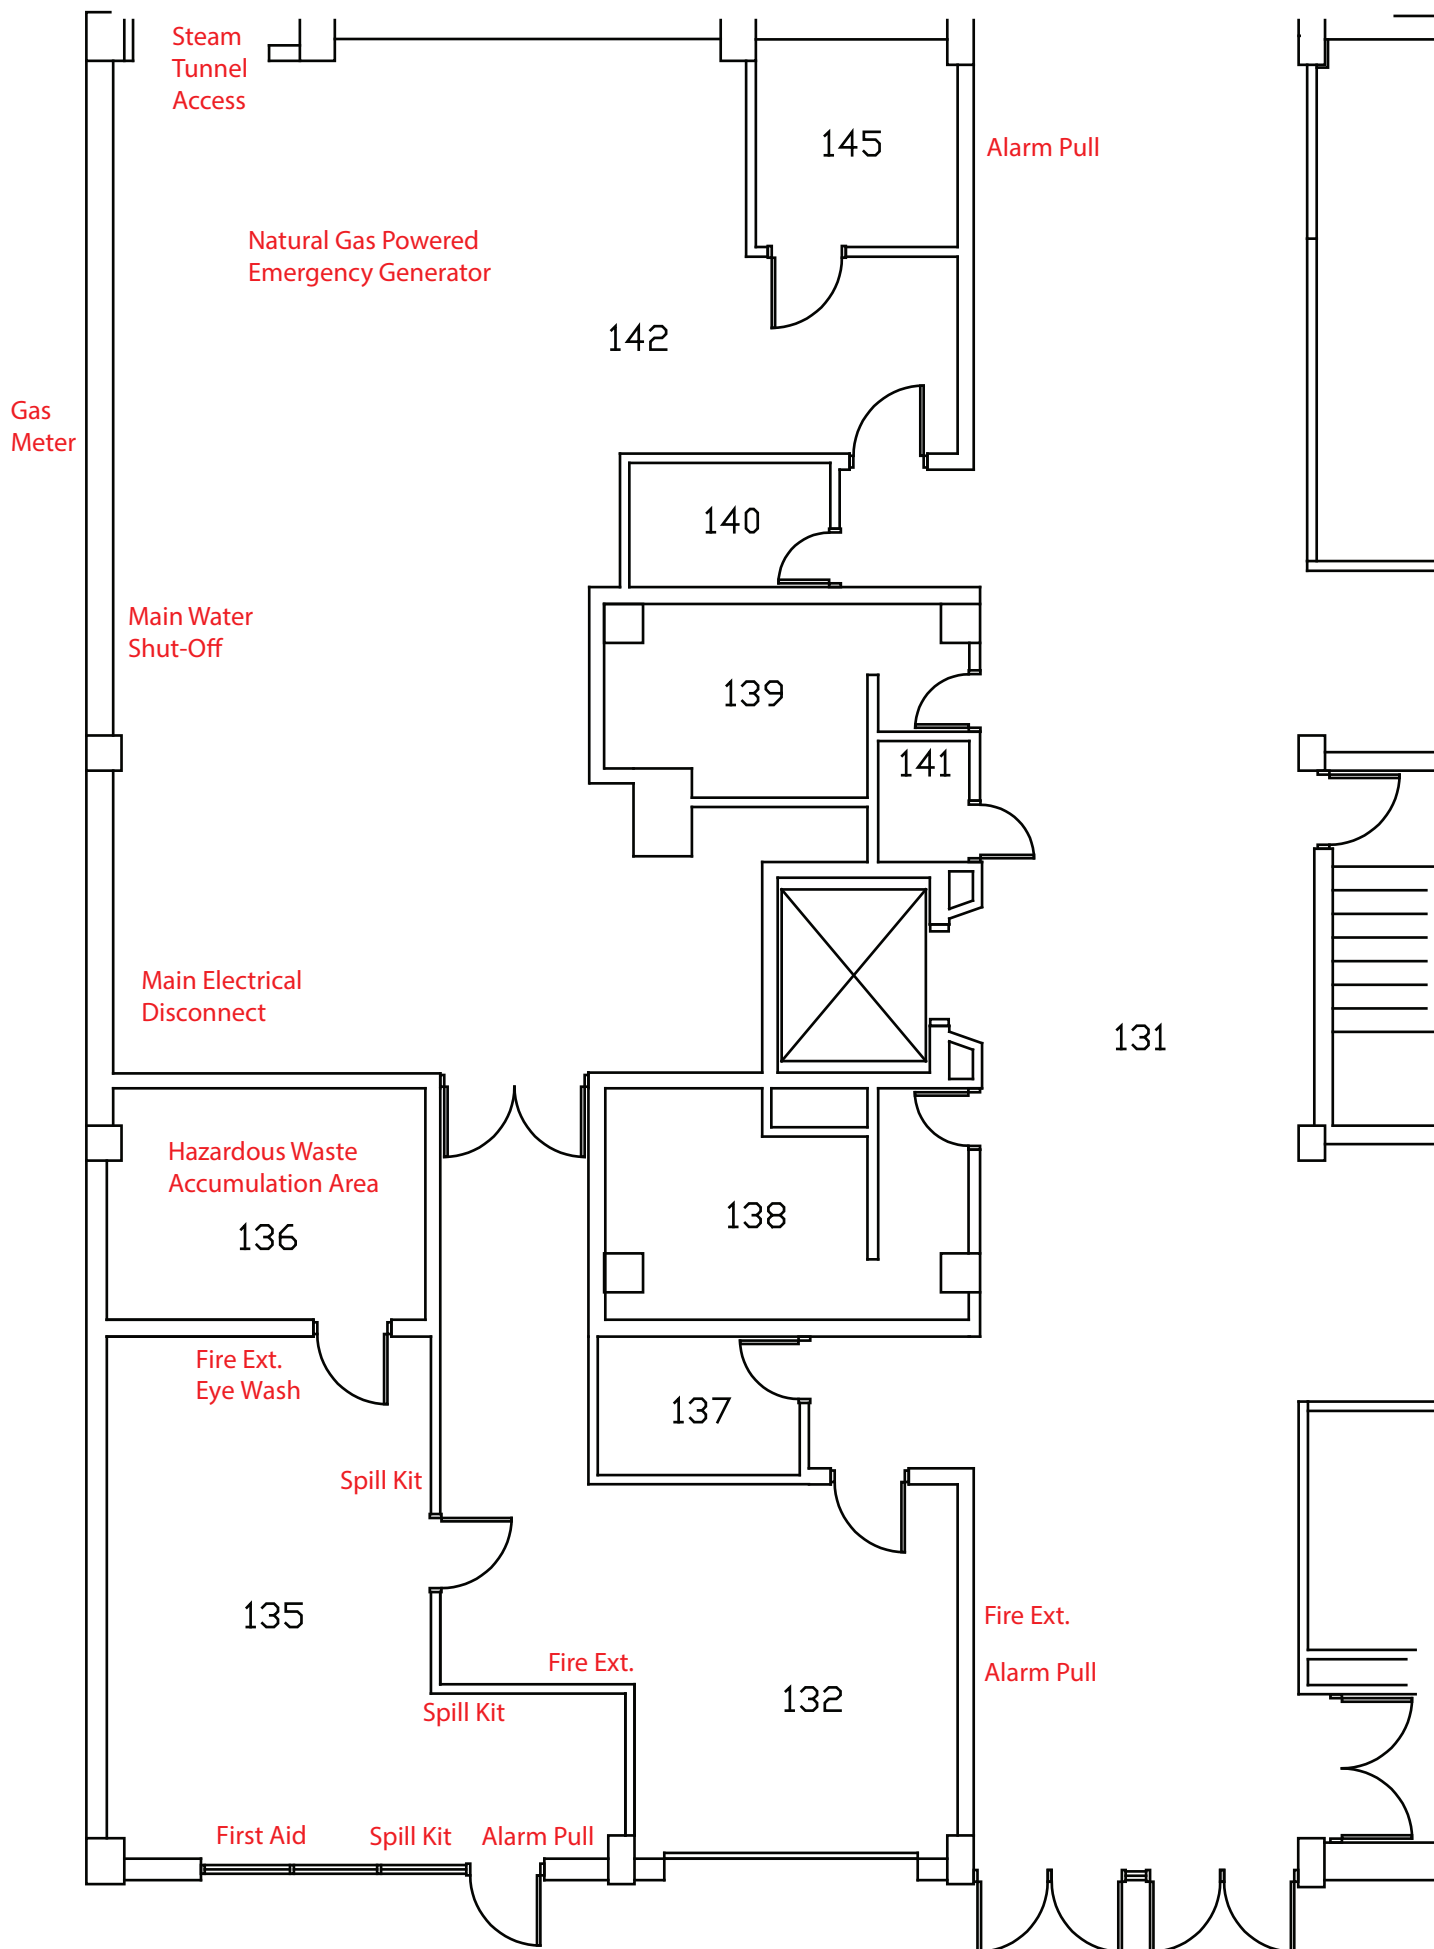 Steam
Tunnel
Access
145
Alarm Pull
Natural Gas Powered
Emergency Generator
142
Gas
Meter
140
Main Water
Shut-Off
139
141
Main Electrical
Disconnect
131
Hazardous Waste
Accumulation Area
136
138
Fire Ext.
Eye Wash
137
Spill Kit
135
Fire Ext.
Fire Ext.
Alarm Pull
132
Spill Kit
First Aid
Spill Kit
Alarm Pull